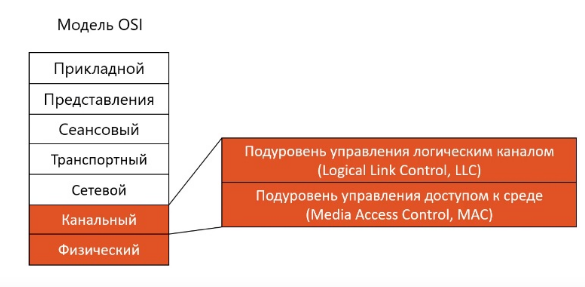 Модель OSI
Прикладной
Представления
Сеансовый
Транспортный
Сетевой
Канальный
Физический
Подуровень управления логическим каналом
(Logical Link Control, LLC)
Подуровень управления доступом к среде
(Media Access Control, MAC)